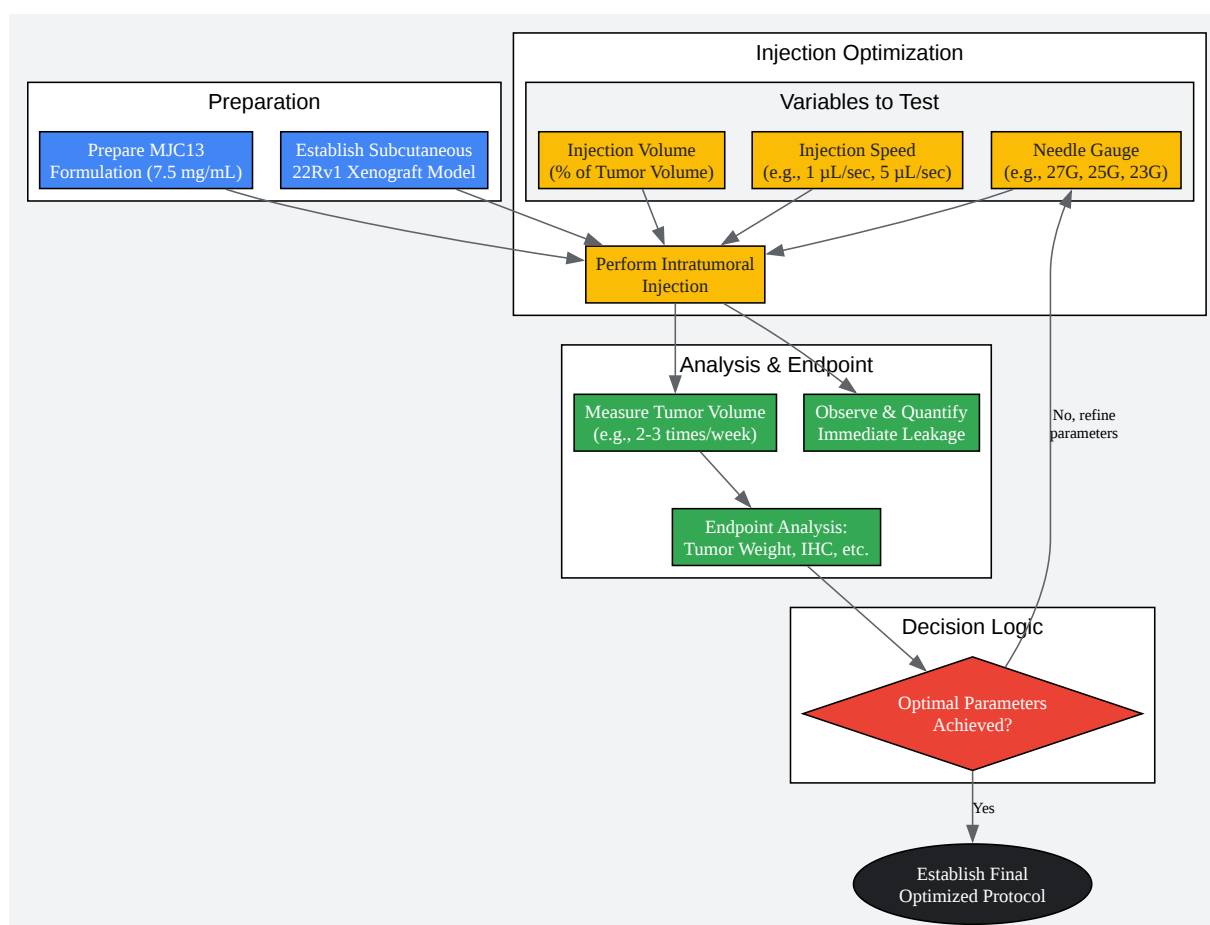 Injection Optimization
Preparation
Variables to Test
Prepare MJC13
Formulation (7.5 mg/mL)
Establish Subcutaneous
22Rv1 Xenograft Model
Injection Volume
(% of Tumor Volume)
Injection Speed
(e.g., 1 µL/sec, 5 µL/sec)
Needle Gauge
(e.g., 27G, 25G, 23G)
Perform Intratumoral
Injection
Analysis & Endpoint
Measure Tumor Volume
(e.g., 2-3 times/week)
Observe & Quantify
Immediate Leakage
No, refine
parameters
Endpoint Analysis:
Tumor Weight, IHC, etc.
Decision Logic
Optimal Parameters
Achieved?
Yes
Establish Final
Optimized Protocol